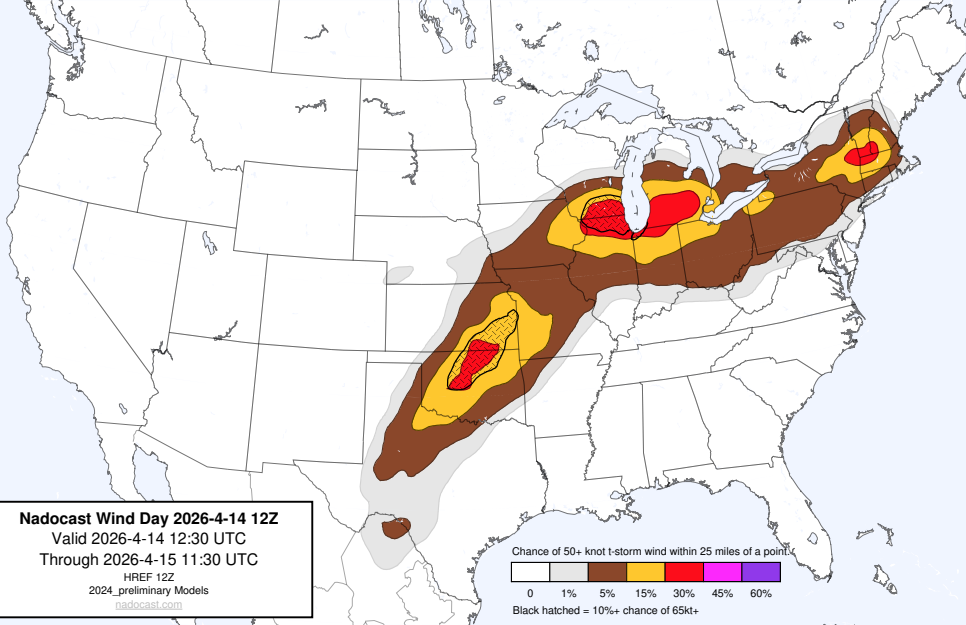 Nadocast Wind Day 2026-4-14 12Z
Valid 2026-4-14 12:30 UTC
Through 2026-4-15 11:30 UTC
HREF 12Z
2024_preliminary Models
nadocast.com
Chance of 50+ knot t-storm wind within 25 miles of a point.
0 1% 5% 15% 30% 45% 60%
Black hatched = 10%+ chance of 65kt+